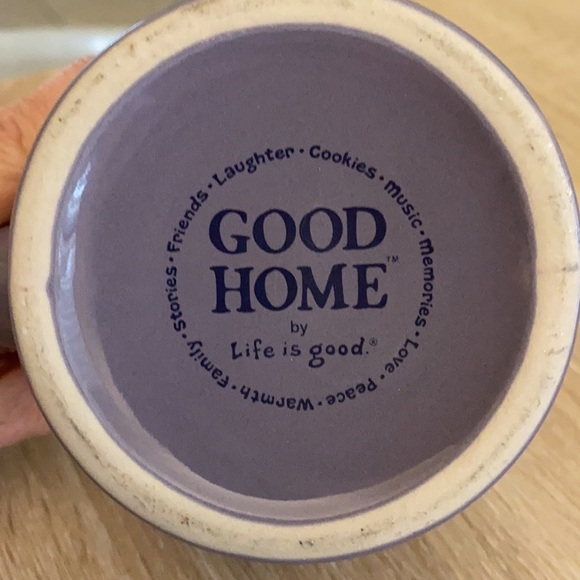 Stories · Friends · Laughter · Cookies · Music · Memories · Love · Peace · Warmth · Family ·
GOOD
HOME™
by
Life is good.®